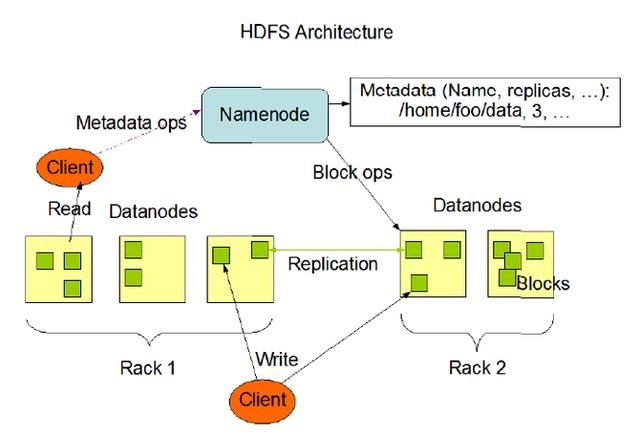 HDFS Architecture
Metadata (Name, replicas, ...):
/home/foo/data, 3, ...
Namenode
Metadata ops
Client
Block ops
Read
Datanodes
Datanodes
Replication
Blocks
Rack 1
Write
Rack 2
Client